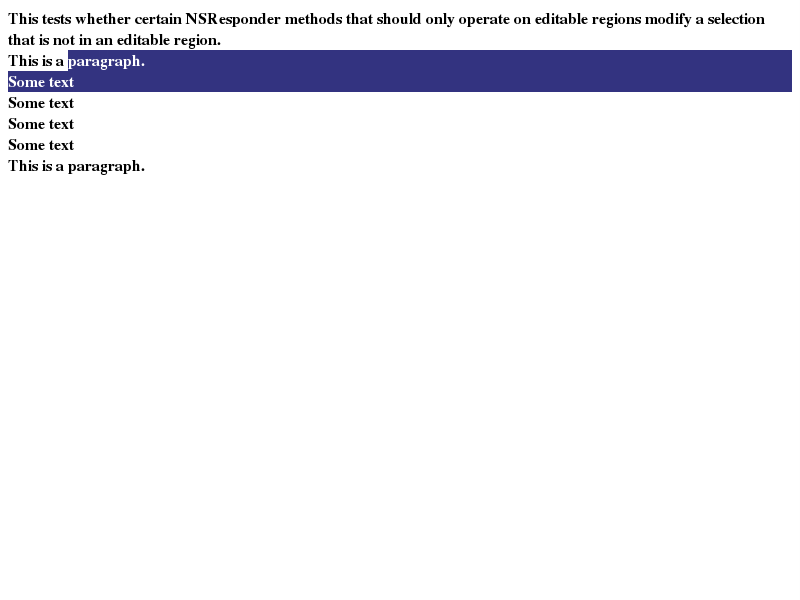 This tests whether certain NSResponder methods that should only operate on editable regions modify a selection
that is not in an editable region.
This is a paragraph.
Some text
Some text
Some text
Some text
This is a paragraph.